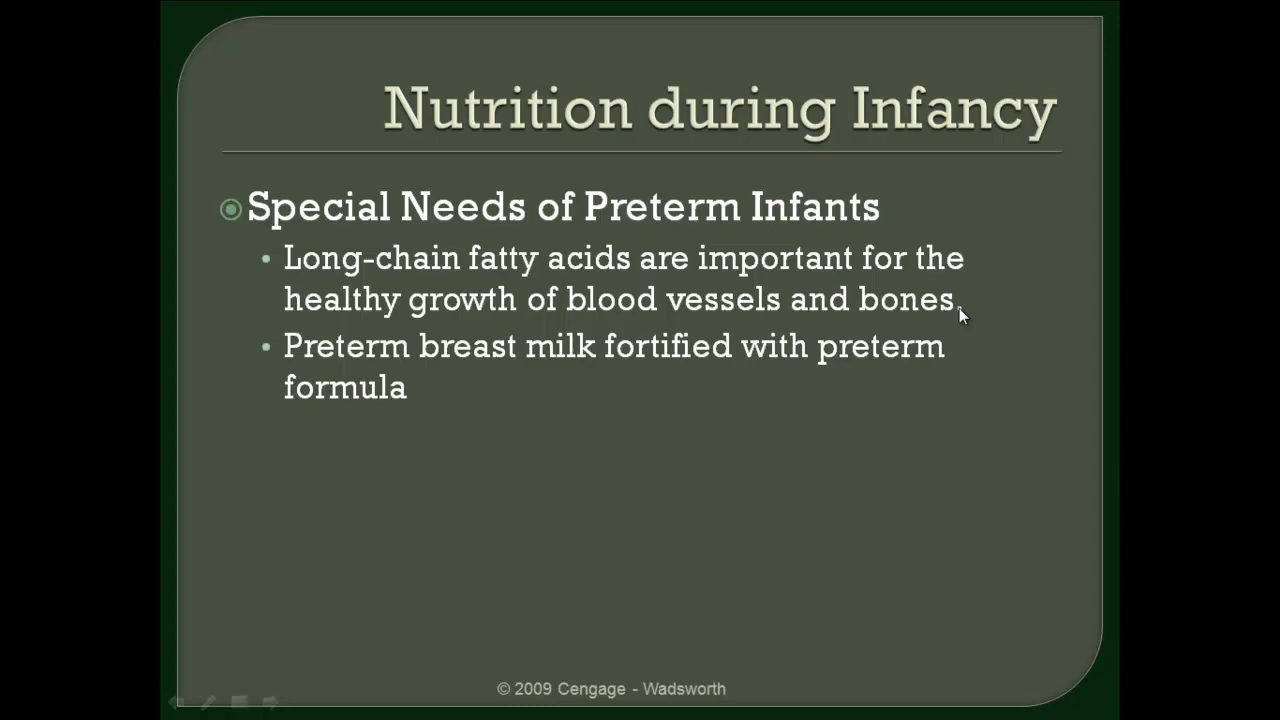 Nutrition during Infancy
Special Needs of Preterm Infants
Long-chain fatty acids are important for the
healthy growth of blood vessels and bones.
Preterm breast milk fortified with preterm
formula
© 2009 Cengage - Wadsworth